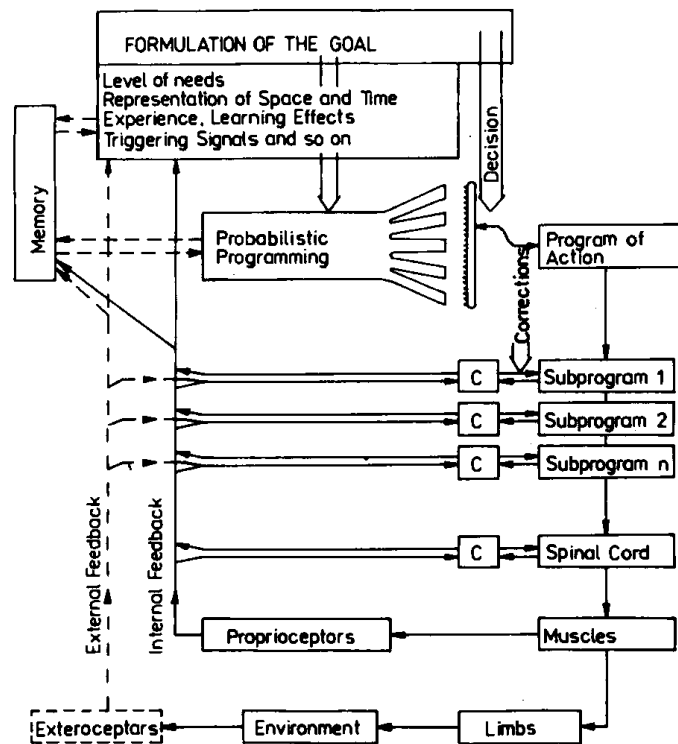 FORMULATION OF THE GOAL
Level of needs
Representation of Space and Time
Experience, Learning Effects
Triggering Signals and so on
Decision
Memory
Probabilistic
Programming
Program of
Action
Corrections
C
Subprogram 1
C
Subprogram 2
C
Subprogram n
C
Spinal Cord
External Feedback
Internal Feedback
Proprioceptors
Muscles
Exteroceptars
Environment
Limbs